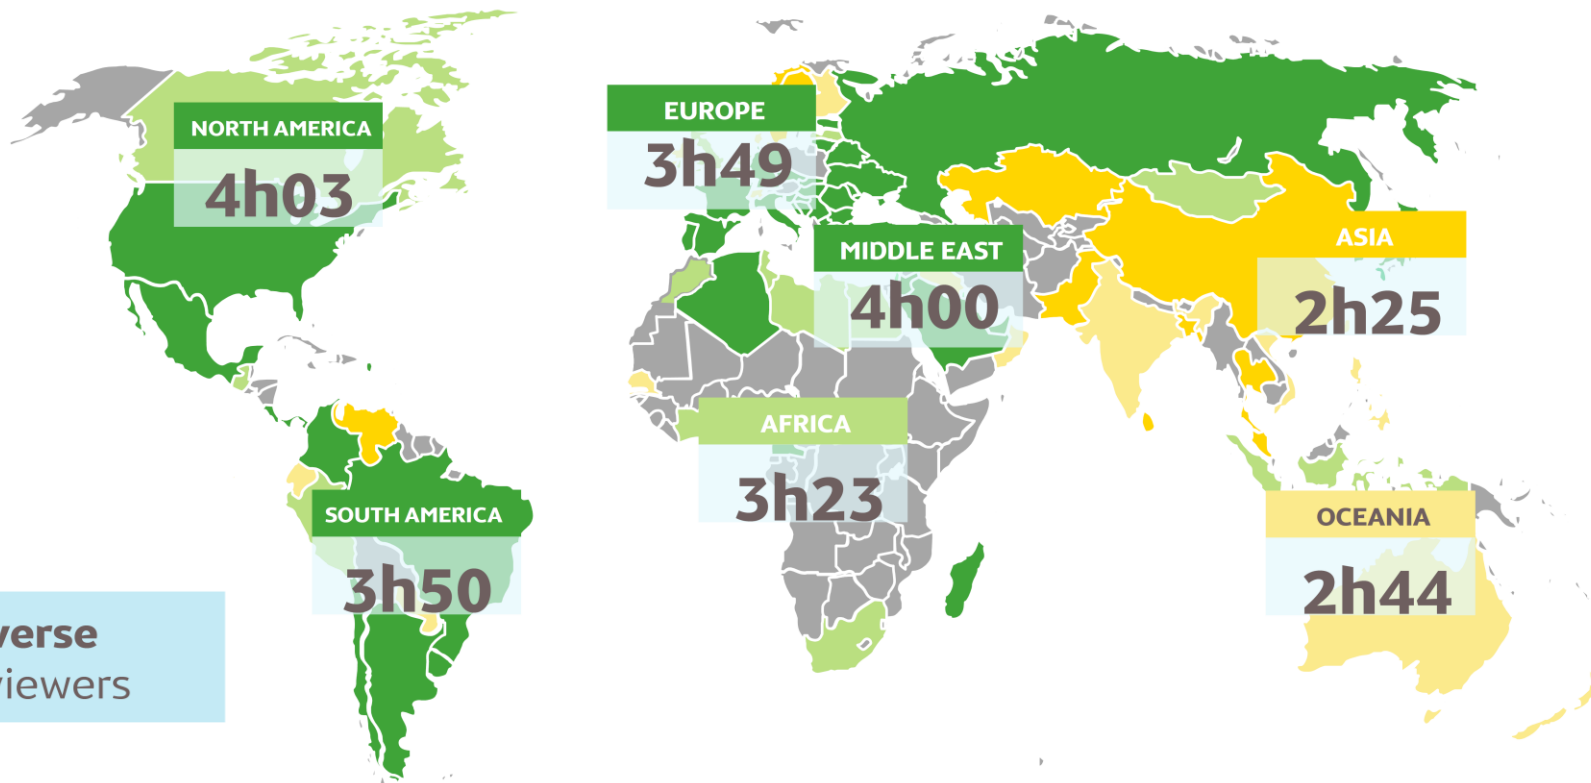 NORTH AMERICA
4h03
EUROPE
3h49
MIDDLE EAST
4h00
ASIA
2h25
AFRICA
3h23
SOUTH AMERICA
3h50
OCEANIA
2h44
verse
viewers